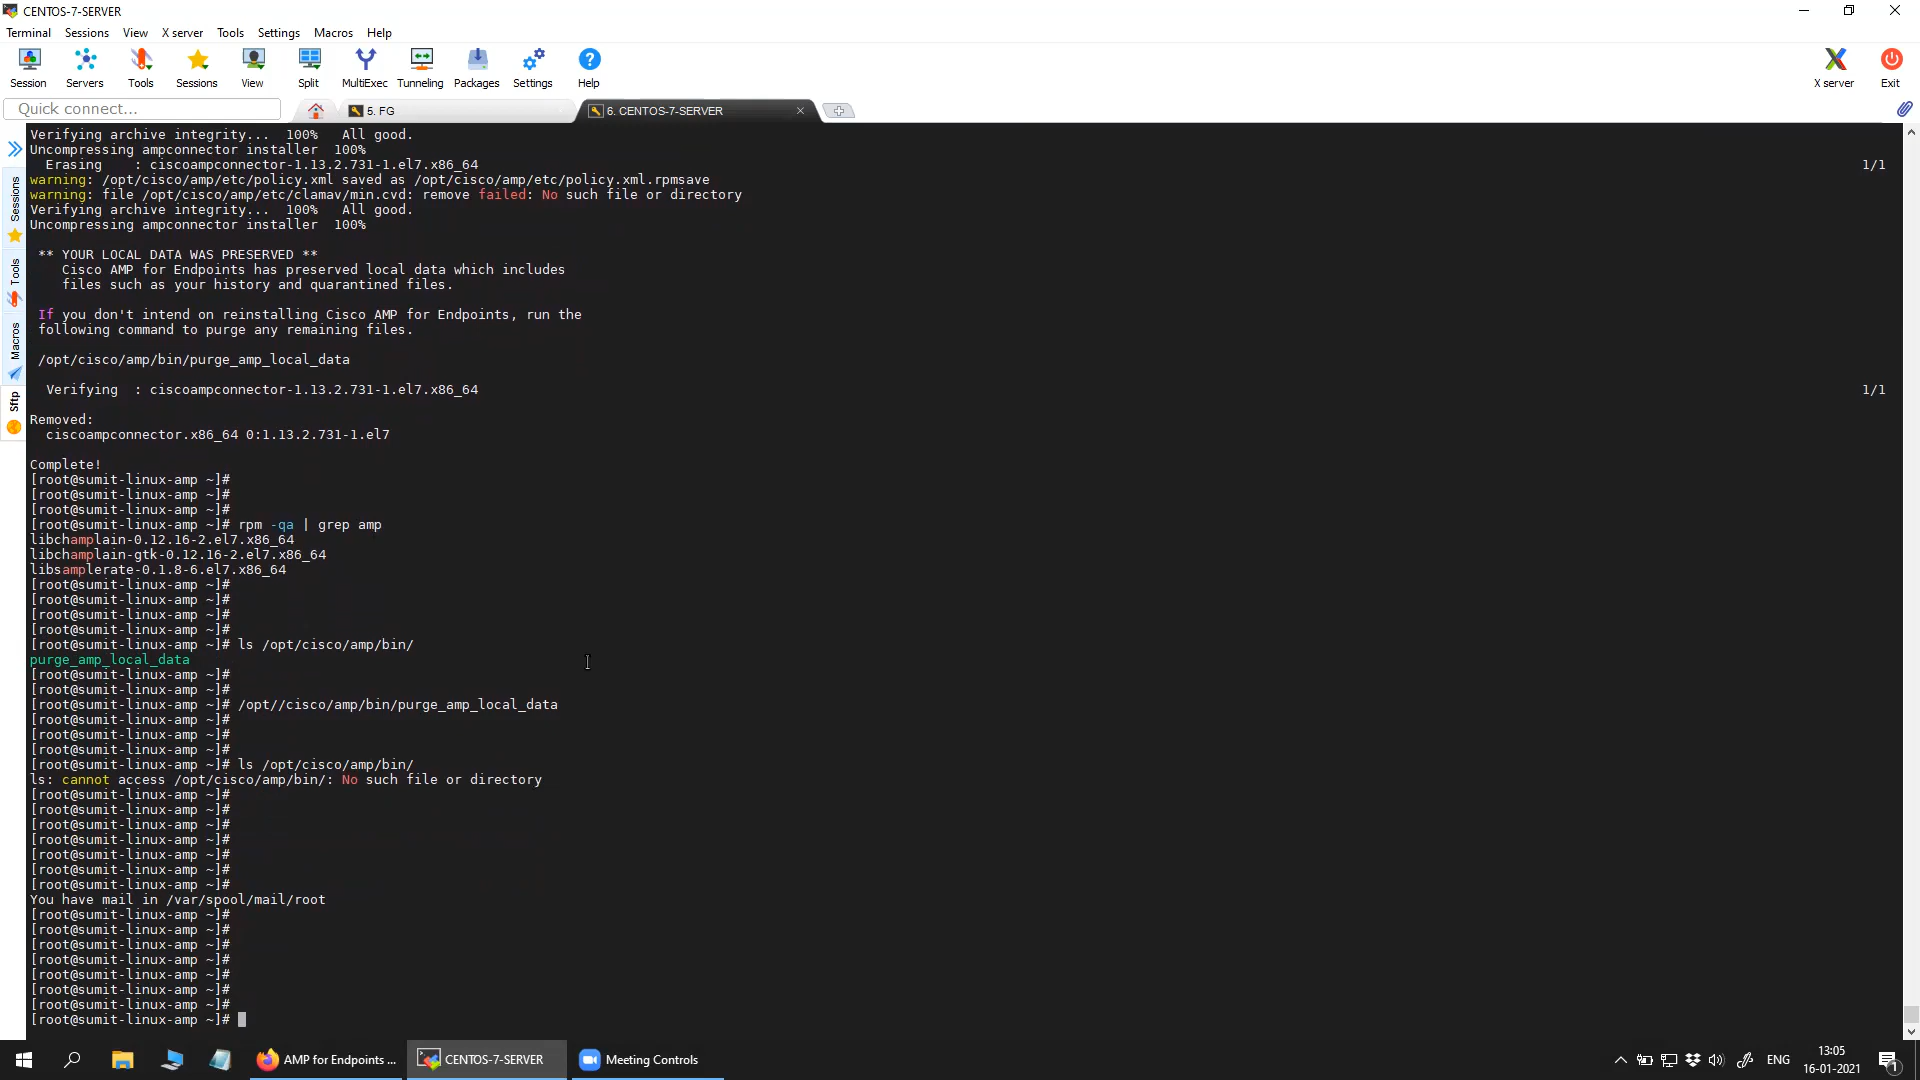 CENTOS-7-SERVER
Terminal Sessions View X server Tools Settings Macros Help
Session Servers Tools Sessions View Split MultiExec Tunneling Packages Settings Help X server Exit
Quick connect... 5. FG 6. CENTOS-7-SERVER
Sessions
Tools
Macros
Sftp
Verifying archive integrity... 100% All good.
Uncompressing ampconnector installer 100%
Erasing : ciscoampconnector-1.13.2.731-1.el7.x86_64 1/1
warning: /opt/cisco/amp/etc/policy.xml saved as /opt/cisco/amp/etc/policy.xml.rpmsave
warning: file /opt/cisco/amp/etc/clamav/min.cvd: remove failed: No such file or directory
Verifying archive integrity... 100% All good.
Uncompressing ampconnector installer 100%
** YOUR LOCAL DATA WAS PRESERVED **
Cisco AMP for Endpoints has preserved local data which includes
files such as your history and quarantined files.
If you don't intend on reinstalling Cisco AMP for Endpoints, run the
following command to purge any remaining files.
/opt/cisco/amp/bin/purge_amp_local_data
Verifying : ciscoampconnector-1.13.2.731-1.el7.x86_64 1/1
Removed:
ciscoampconnector.x86_64 0:1.13.2.731-1.el7
Complete!
[root@sumit-linux-amp ~]#
[root@sumit-linux-amp ~]#
[root@sumit-linux-amp ~]#
[root@sumit-linux-amp ~]# rpm -qa | grep amp
libchamplain-0.12.16-2.el7.x86_64
libchamplain-gtk-0.12.16-2.el7.x86_64
libsamplerate-0.1.8-6.el7.x86_64
[root@sumit-linux-amp ~]#
[root@sumit-linux-amp ~]#
[root@sumit-linux-amp ~]#
[root@sumit-linux-amp ~]#
[root@sumit-linux-amp ~]# ls /opt/cisco/amp/bin/
purge_amp_local_data
[root@sumit-linux-amp ~]#
[root@sumit-linux-amp ~]#
[root@sumit-linux-amp ~]# /opt//cisco/amp/bin/purge_amp_local_data
[root@sumit-linux-amp ~]#
[root@sumit-linux-amp ~]#
[root@sumit-linux-amp ~]#
[root@sumit-linux-amp ~]# ls /opt/cisco/amp/bin/
ls: cannot access /opt/cisco/amp/bin/: No such file or directory
[root@sumit-linux-amp ~]#
[root@sumit-linux-amp ~]#
[root@sumit-linux-amp ~]#
[root@sumit-linux-amp ~]#
[root@sumit-linux-amp ~]#
[root@sumit-linux-amp ~]#
[root@sumit-linux-amp ~]#
You have mail in /var/spool/mail/root
[root@sumit-linux-amp ~]#
[root@sumit-linux-amp ~]#
[root@sumit-linux-amp ~]#
[root@sumit-linux-amp ~]#
[root@sumit-linux-amp ~]#
[root@sumit-linux-amp ~]#
[root@sumit-linux-amp ~]#
[root@sumit-linux-amp ~]#
AMP for Endpoints ... CENTOS-7-SERVER Meeting Controls ENG 13:05
16-01-2021 1